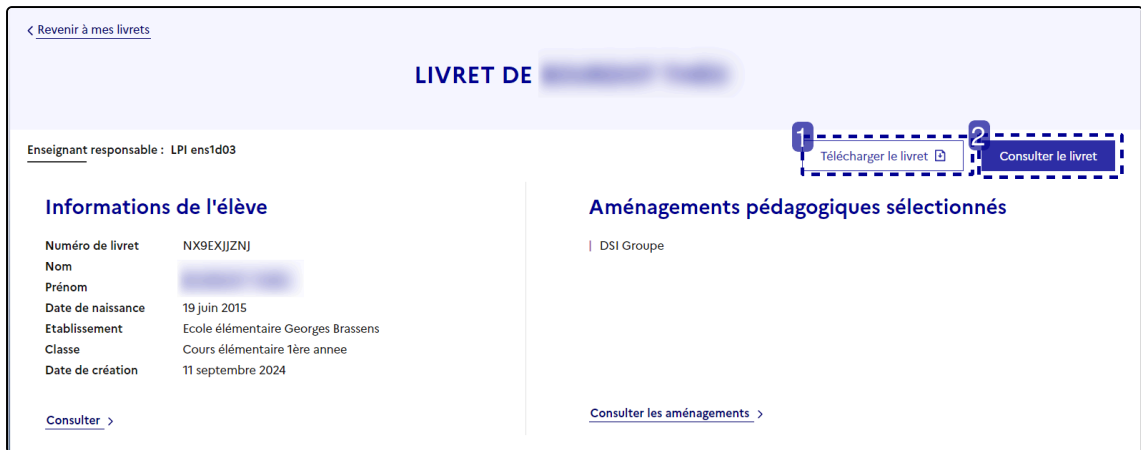 Revenir à mes livrets
LIVRET DE
Enseignant responsable : LPI ens1d03
1
Télécharger le livret
2
Consulter le livret
Informations de l'élève
Numéro de livret NX9EXJJZNJ
Nom
Prénom
Date de naissance 19 juin 2015
Etablissement Ecole élémentaire Georges Brassens
Classe Cours élémentaire 1ère annee
Date de création 11 septembre 2024
Consulter
Aménagements pédagogiques sélectionnés
DSI Groupe
Consulter les aménagements